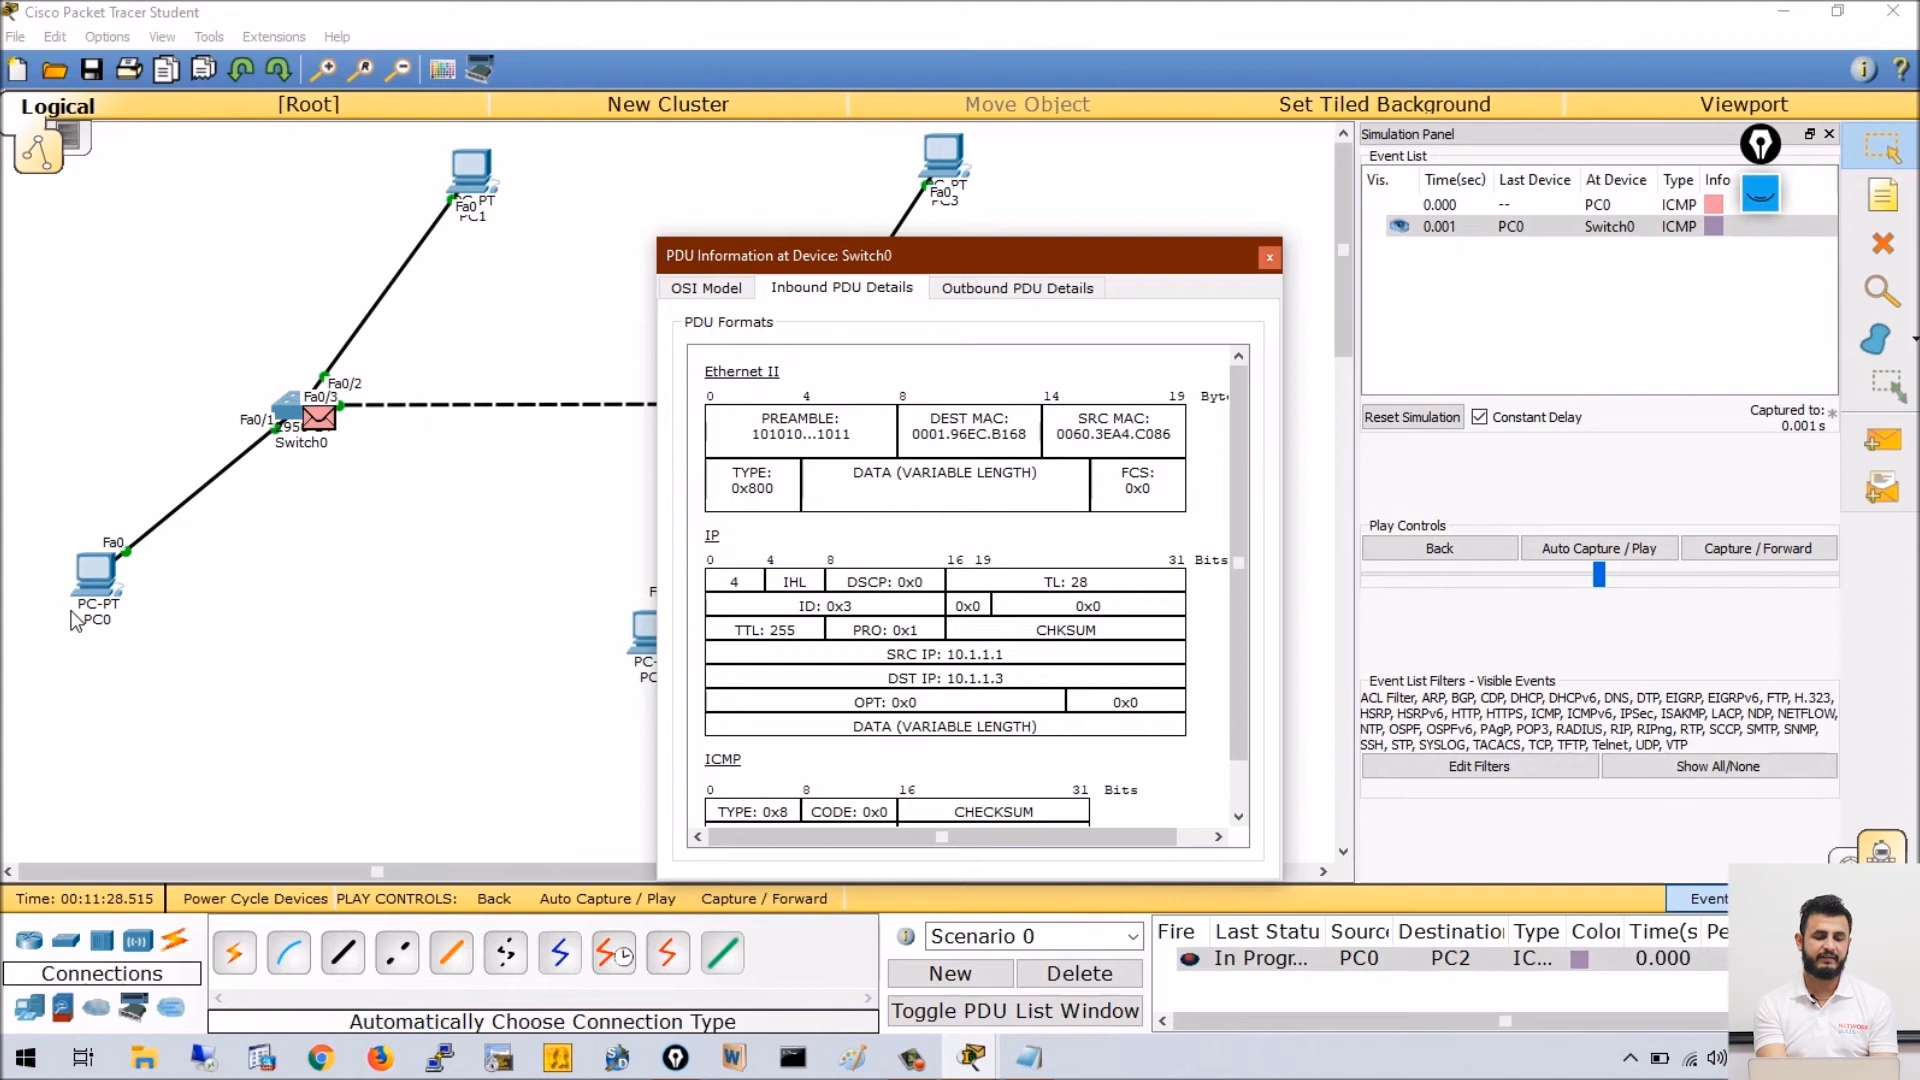 Cisco Packet Tracer Student
File Edit Options View Tools Extensions Help
Logical [Root] New Cluster Move Object Set Tiled Background Viewport
PC-PT
Fa0
PC1
Fa0
PC3
Fa0/2
Fa0/3
Fa0/1
Switch0
Fa0
PC-PT
PC0
PDU Information at Device: Switch0
x
OSI Model Inbound PDU Details Outbound PDU Details
PDU Formats
Ethernet II
0 4 8 14 19
PREAMBLE: 101010...1011
DEST MAC: 0001.96EC.B168
SRC MAC: 0060.3EA4.C086
TYPE: 0x800
DATA (VARIABLE LENGTH)
FCS: 0x0
IP
0 4 8 16 19 31 Bits
4 IHL DSCP: 0x0 TL: 28
ID: 0x3 0x0 0x0
TTL: 255 PRO: 0x1 CHKSUM
SRC IP: 10.1.1.1
DST IP: 10.1.1.3
OPT: 0x0 0x0
DATA (VARIABLE LENGTH)
ICMP
0 8 16 31 Bits
TYPE: 0x8 CODE: 0x0 CHECKSUM
Simulation Panel
Event List
Vis. Time(sec) Last Device At Device Type Info
0.000 -- PC0 ICMP
0.001 PC0 Switch0 ICMP
Reset Simulation Constant Delay Captured to: *
0.001 s
Play Controls
Back Auto Capture / Play Capture / Forward
Event List Filters - Visible Events
ACL Filter, ARP, BGP, CDP, DHCP, DHCPv6, DNS, DTP, EIGRP, EIGRPv6, FTP, H.323,
HSRP, HSRPv6, HTTP, HTTPS, ICMP, ICMPv6, IPSec, ISAKMP, LACP, NDP, NETFLOW,
NTP, OSPF, OSPFv6, PAgP, POP3, RADIUS, RIP, RIPng, RTP, SCCP, SMTP, SNMP,
SSH, STP, SYSLOG, TACACS, TCP, TFTP, Telnet, UDP, VTP
Edit Filters Show All/None
Time: 00:11:28.515 Power Cycle Devices PLAY CONTROLS: Back Auto Capture / Play Capture / Forward Event
Connections
Automatically Choose Connection Type
Scenario 0
New Delete
Toggle PDU List Window
Fire Last Statu Source Destination Type Color Time(s Pe
In Progr... PC0 PC2 IC... 0.000